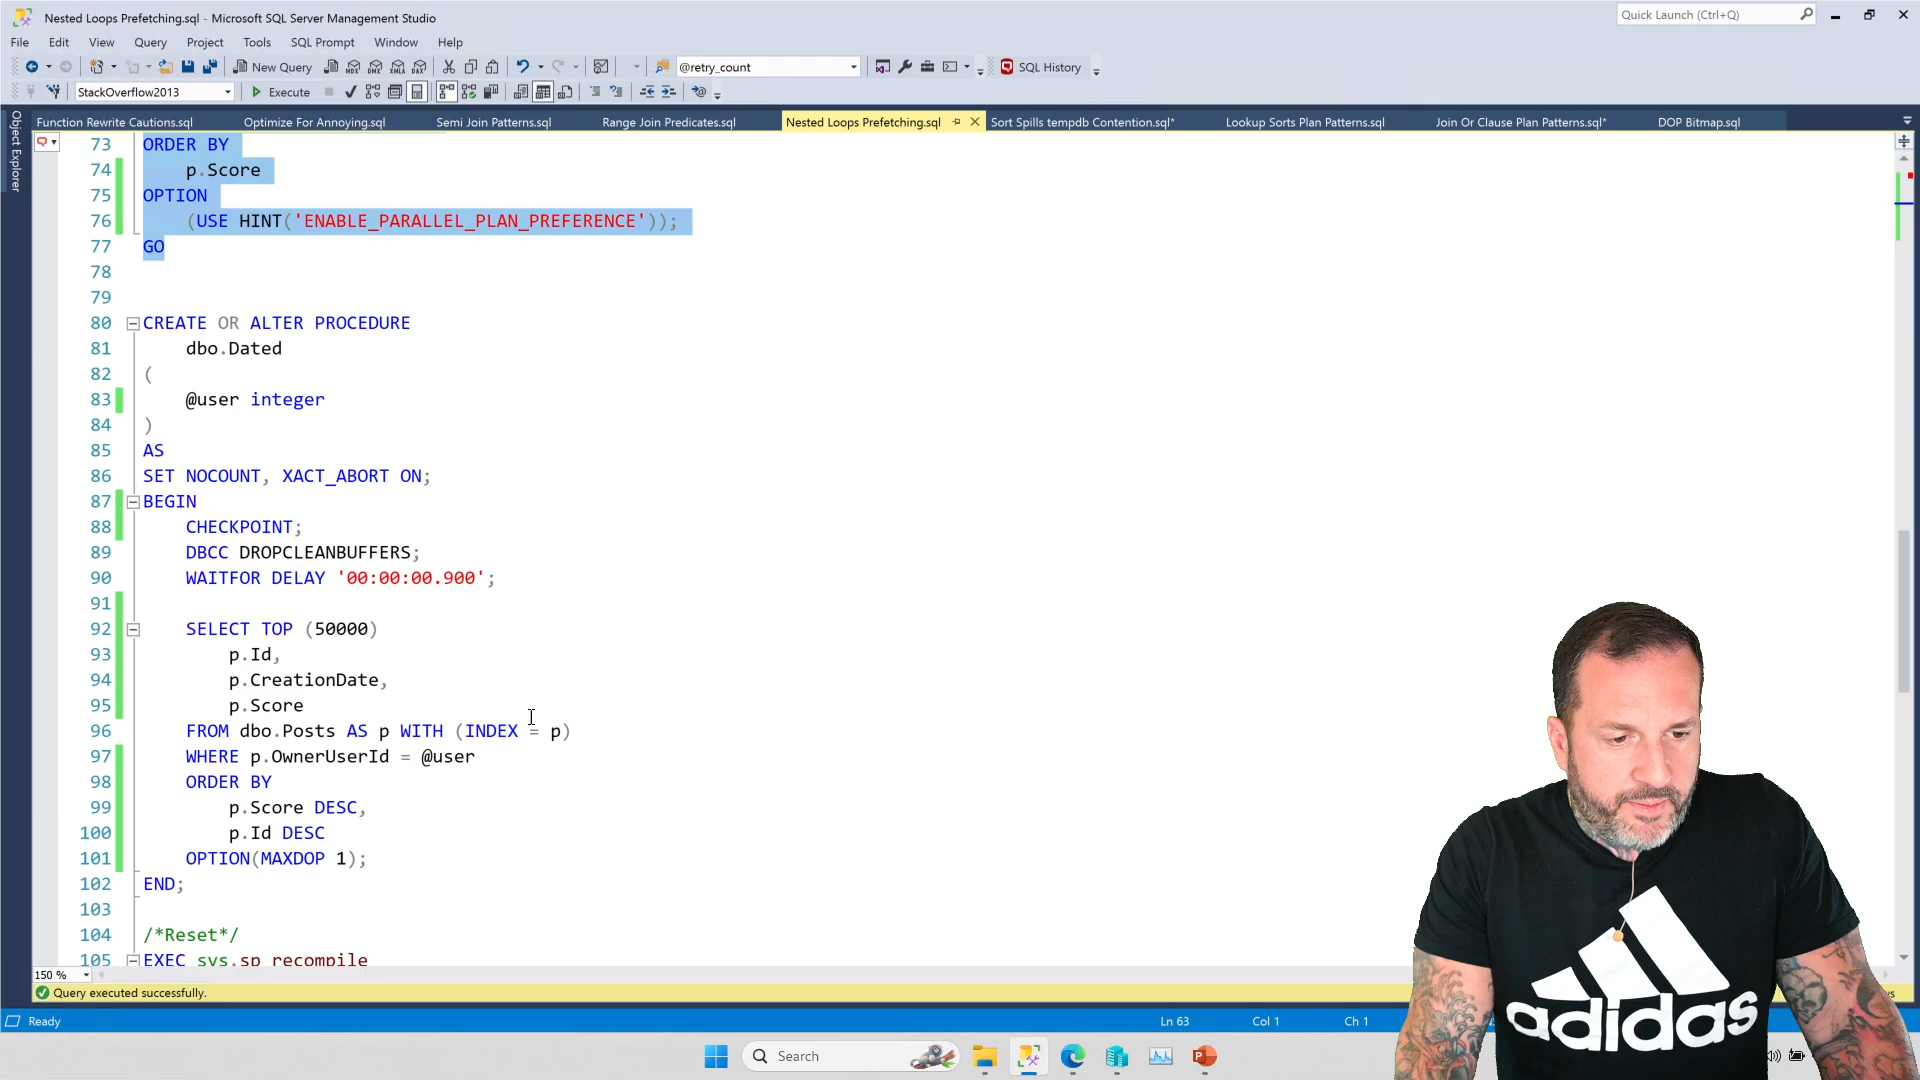 Nested Loops Prefetching.sql - Microsoft SQL Server Management Studio
Quick Launch (Ctrl+Q)
File Edit View Query Project Tools SQL Prompt Window Help
New Query MDX DMX XMLA DAX @retry_count SQL History
StackOverflow2013 Execute
Function Rewrite Cautions.sql Optimize For Annoying.sql Semi Join Patterns.sql Range Join Predicates.sql Nested Loops Prefetching.sql Sort Spills tempdb Contention.sql* Lookup Sorts Plan Patterns.sql Join Or Clause Plan Patterns.sql* DOP Bitmap.sql
Object Explorer
73 ORDER BY
74 p.Score
75 OPTION
76 (USE HINT('ENABLE_PARALLEL_PLAN_PREFERENCE'));
77 GO
78
79
80 CREATE OR ALTER PROCEDURE
81 dbo.Dated
82 (
83 @user integer
84 )
85 AS
86 SET NOCOUNT, XACT_ABORT ON;
87 BEGIN
88 CHECKPOINT;
89 DBCC DROPCLEANBUFFERS;
90 WAITFOR DELAY '00:00:00.900';
91
92 SELECT TOP (50000)
93 p.Id,
94 p.CreationDate,
95 p.Score
96 FROM dbo.Posts AS p WITH (INDEX = p)
97 WHERE p.OwnerUserId = @user
98 ORDER BY
99 p.Score DESC,
100 p.Id DESC
101 OPTION(MAXDOP 1);
102 END;
103
104 /*Reset*/
105 EXEC sys.sp_recompile
150 %
Query executed successfully.
Ready Ln 63 Col 1 Ch 1
Search
adidas